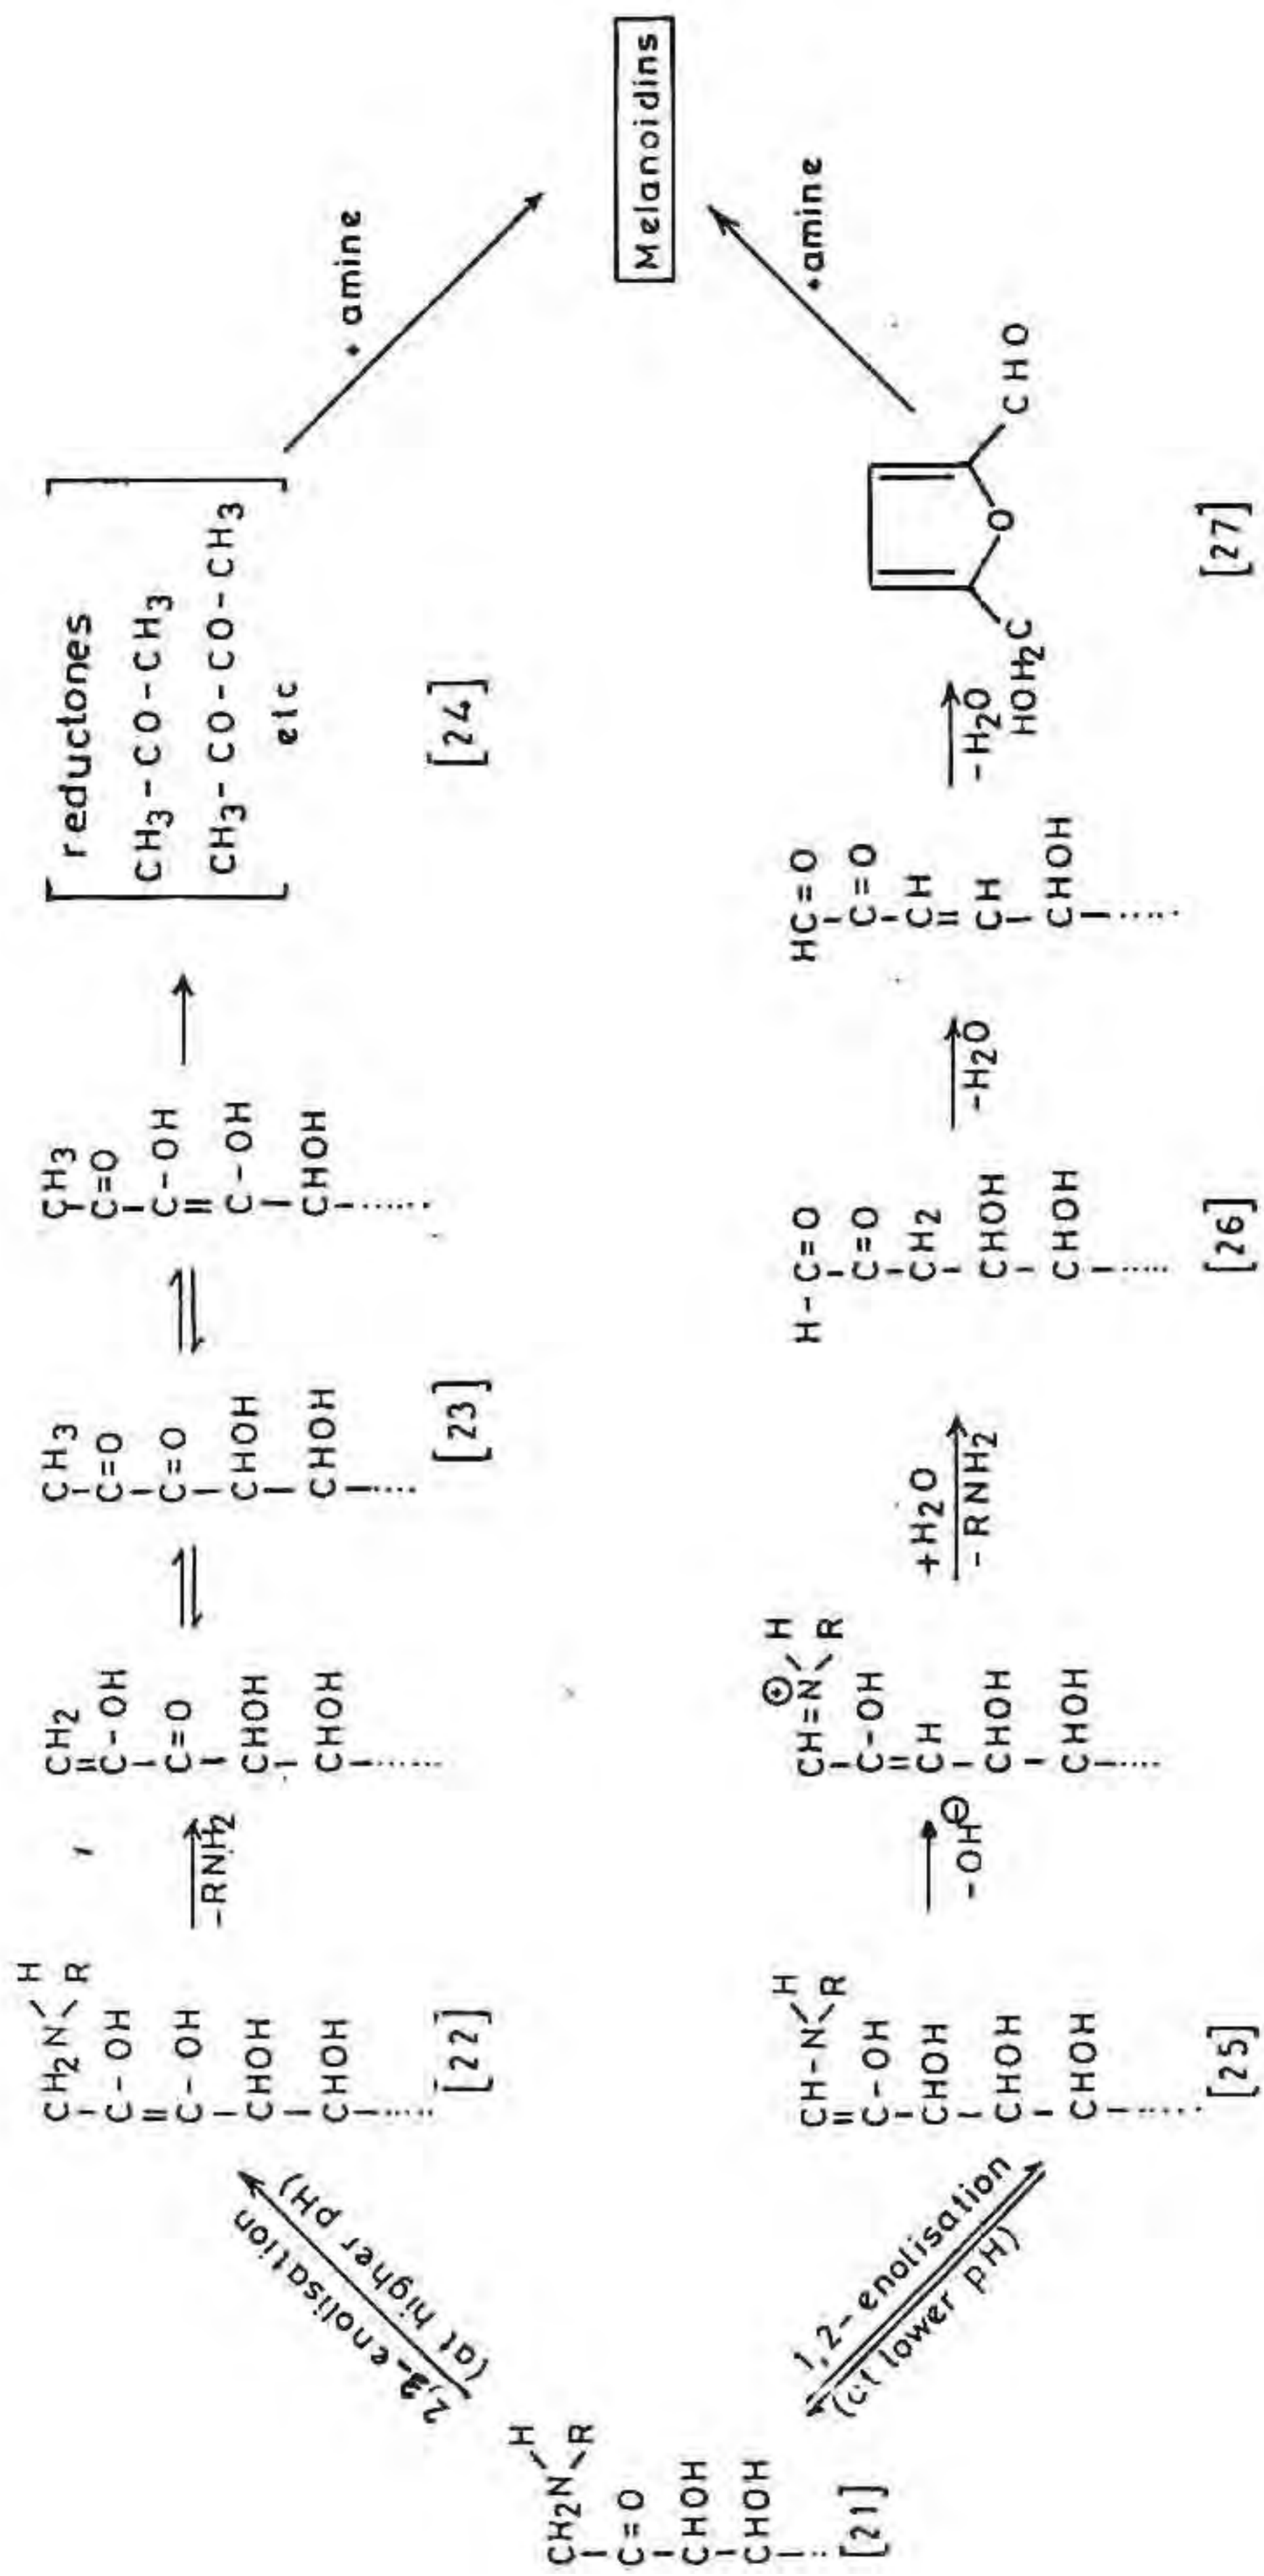 CH2N H
R
C=O
CHOH
CHOH
[21]
2,3-enolisation
(at higher pH)
CH2N H
R
C-OH
C-OH
CHOH
CHOH
[22]
-RNH2
CH2
C-OH
C=O
CHOH
CHOH
CH3
C=O
C=O
CHOH
CHOH
[23]
CH3
C=O
C-OH
C-OH
CHOH
reductones
CH3-CO-CH3
CH3-CO-CO-CH3
etc
[24]
+ amine
Melanoidins
1,2-enolisation
(at lower pH)
CH-N H
R
C-OH
CHOH
CHOH
CHOH
[25]
-OH⊖
⊕
CH=N H
R
C-OH
CH
CHOH
CHOH
+H2O
-RNH2
H-C=O
C=O
CH2
CHOH
CHOH
[26]
-H2O
HC=O
C=O
CH
CH
CHOH
-H2O
HOH2C O CHO
[27]
+amine